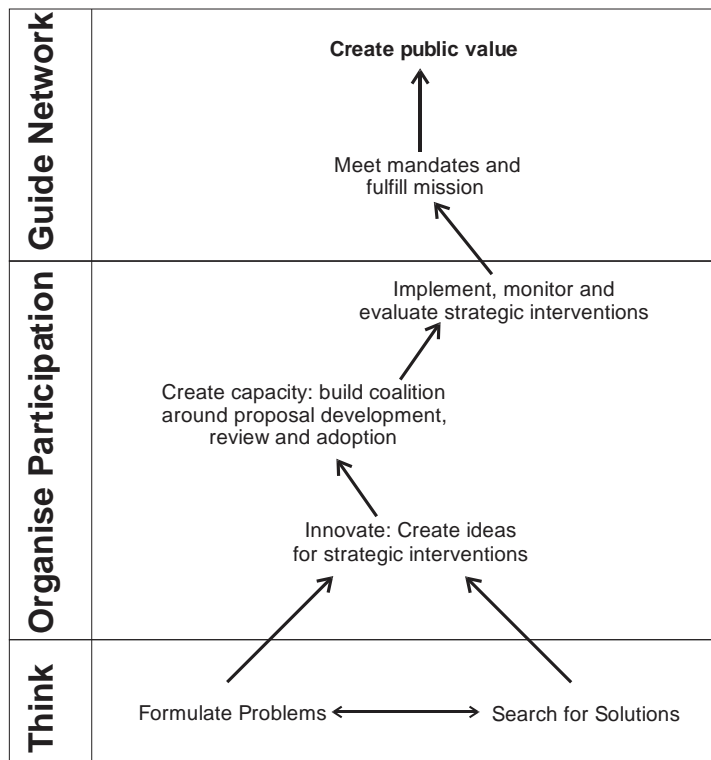 Guide Network
Create public value
Meet mandates and
fulfill mission
Organise Participation
Implement, monitor and
evaluate strategic interventions
Create capacity: build coalition
around proposal development,
review and adoption
Innovate: Create ideas
for strategic interventions
Think
Formulate Problems
Search for Solutions